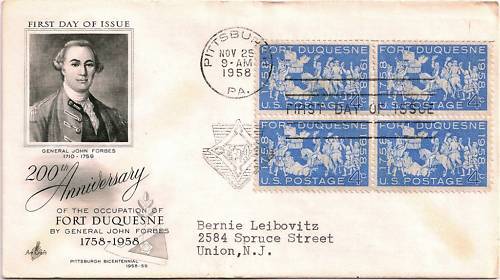 FIRST DAY OF ISSUE
GENERAL JOHN FORBES
1710 - 1759
200th Anniversary
OF THE OCCUPATION OF
FORT DUQUESNE
BY GENERAL JOHN FORBES
1758-1958
PITTSBURGH BICENTENNIAL
1958-59
ArtCraft
PITTSBURGH
NOV 25
9-AM
1958
PA.
FORT DUQUESNE
1758 1958
U.S. POSTAGE 4¢
FORT DUQUESNE
1758 1958
U.S. POSTAGE 4¢
FIRST DAY OF ISSUE
FORT DUQUESNE
1758 1958
U.S. POSTAGE 4¢
FORT DUQUESNE
1758 1958
U.S. POSTAGE 4¢
Bernie Leibovitz
2584 Spruce Street
Union, N.J.